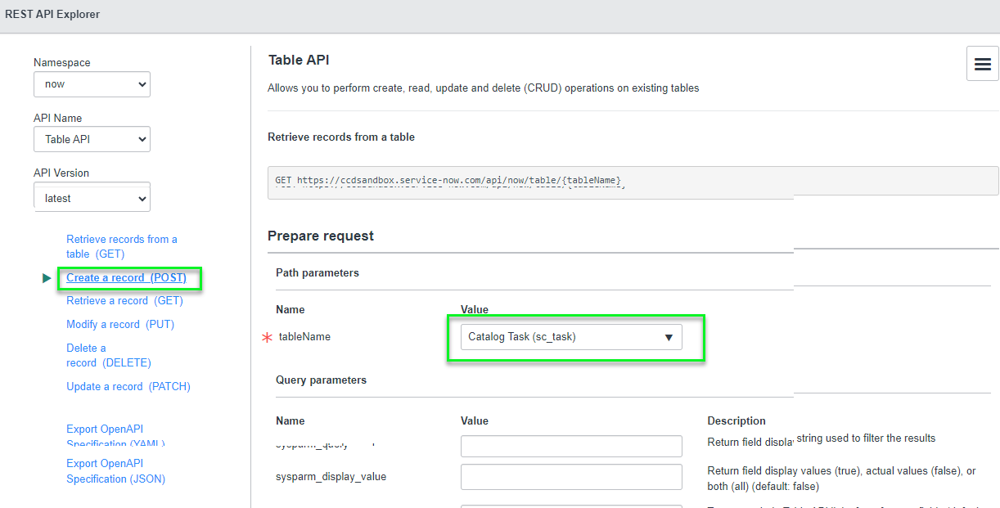 REST API Explorer
Namespace
now
API Name
Table API
API Version
latest
Retrieve records from a
table (GET)
Create a record (POST)
Retrieve a record (GET)
Modify a record (PUT)
Delete a
record (DELETE)
Update a record (PATCH)
Export OpenAPI
Specification (YAML)
Export OpenAPI
Specification (JSON)
Table API
Allows you to perform create, read, update and delete (CRUD) operations on existing tables
Retrieve records from a table
GET https://ccdsandbox.service-now.com/api/now/table/{tableName}
Prepare request
Path parameters
Name Value
tableName Catalog Task (sc_task)
Query parameters
Name Value Description
Return field string used to filter the results
sysparm_display_value Return field display values (true), actual values (false), or
both (all) (default: false)